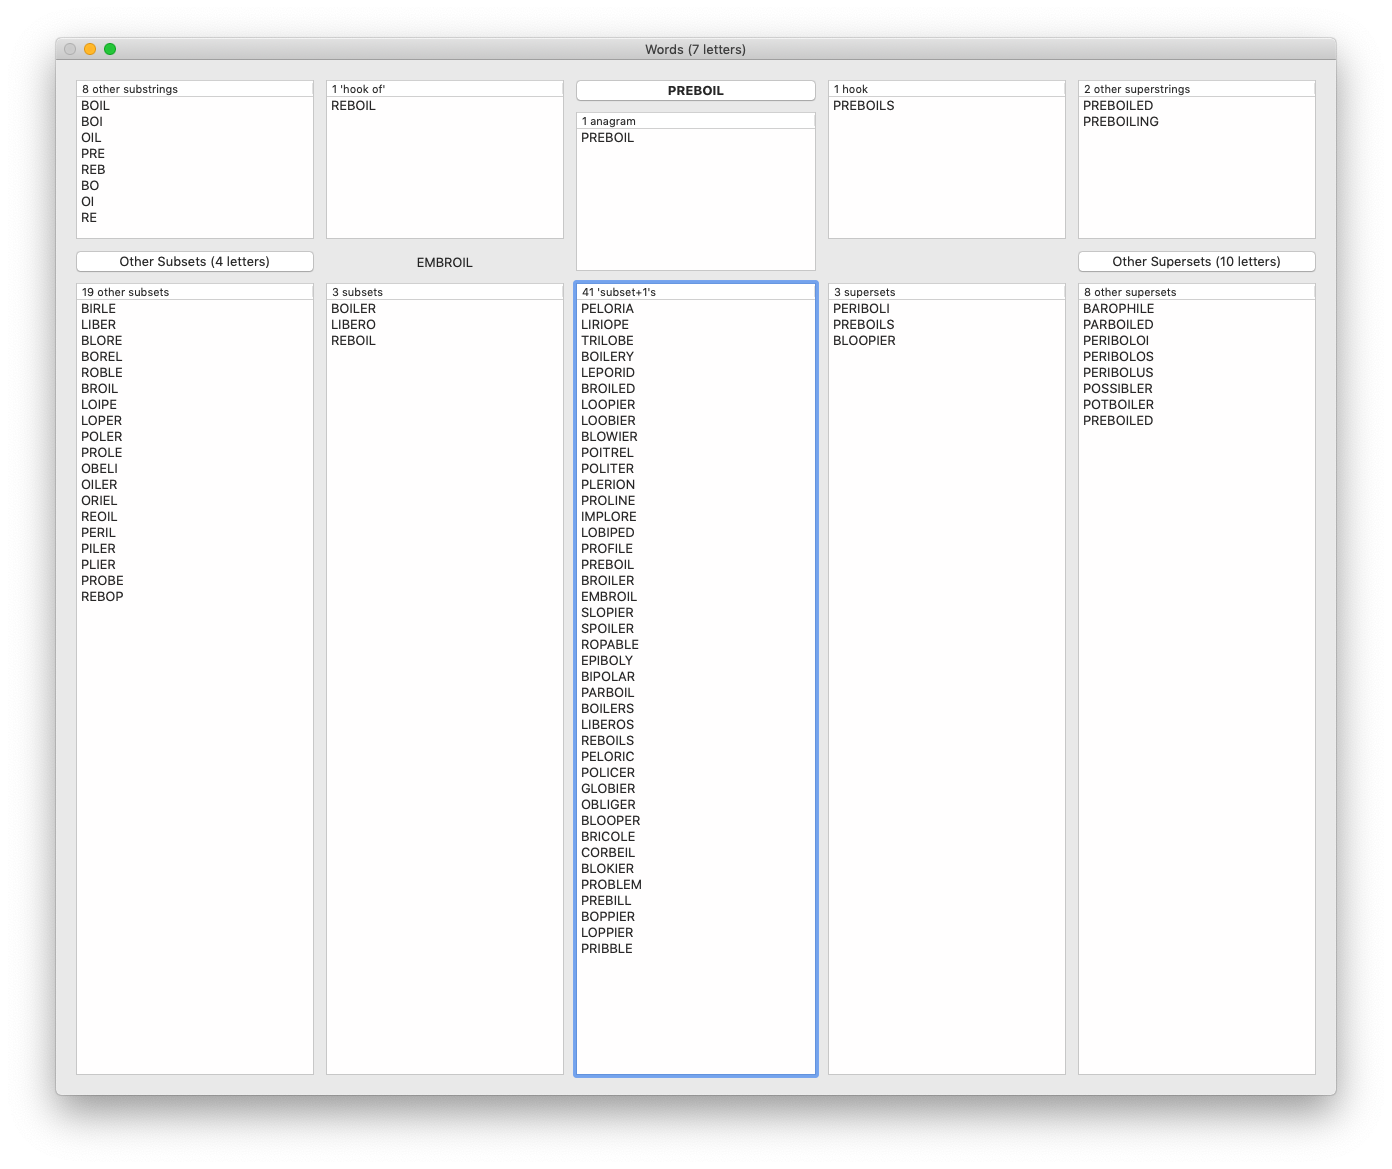 Words (7 letters)
8 other substrings
BOIL
BOI
OIL
PRE
REB
BO
OI
RE
1 'hook of'
REBOIL
PREBOIL
1 anagram
PREBOIL
1 hook
PREBOILS
2 other superstrings
PREBOILED
PREBOILING
Other Subsets (4 letters)
EMBROIL
Other Supersets (10 letters)
19 other subsets
BIRLE
LIBER
BLORE
BOREL
ROBLE
BROIL
LOIPE
LOPER
POLER
PROLE
OBELI
OILER
ORIEL
REOIL
PERIL
PILER
PLIER
PROBE
REBOP
3 subsets
BOILER
LIBERO
REBOIL
41 'subset+1's
PELORIA
LIRIOPE
TRILOBE
BOILERY
LEPORID
BROILED
LOOPIER
LOOBIER
BLOWIER
POITREL
POLITER
PLERION
PROLINE
IMPLORE
LOBIPED
PROFILE
PREBOIL
BROILER
EMBROIL
SLOPIER
SPOILER
ROPABLE
EPIBOLY
BIPOLAR
PARBOIL
BOILERS
LIBEROS
REBOILS
PELORIC
POLICER
GLOBIER
OBLIGER
BLOOPER
BRICOLE
CORBEIL
BLOKIER
PROBLEM
PREBILL
BOPPIER
LOPPIER
PRIBBLE
3 supersets
PERIBOLI
PREBOILS
BLOOPIER
8 other supersets
BAROPHILE
PARBOILED
PERIBOLOI
PERIBOLOS
PERIBOLUS
POSSIBLER
POTBOILER
PREBOILED